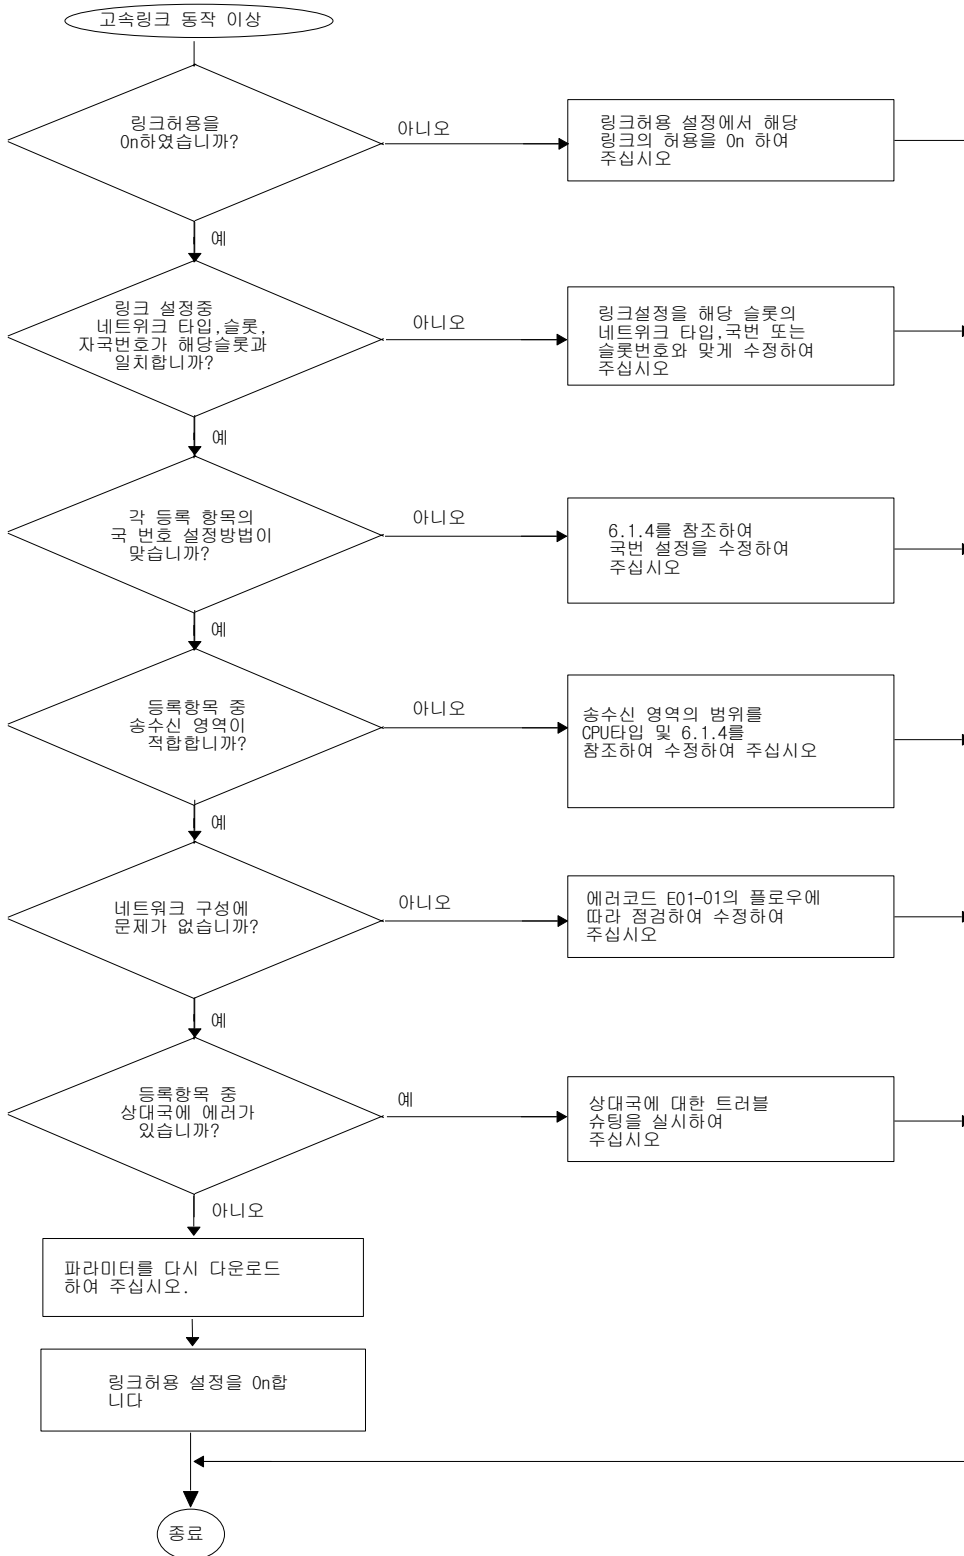 고속링크 동작 이상
링크허용을
On하였습니까?
아니오
링크허용 설정에서 해당
링크의 허용을 On 하여
주십시오
예
링크 설정중
네트워크 타입,슬롯,
자국번호가 해당슬롯과
일치합니까?
아니오
링크설정을 해당 슬롯의
네트워크 타입,국번 또는
슬롯번호와 맞게 수정하여
주십시오
예
각 등록 항목의
국 번호 설정방법이
맞습니까?
아니오
6.1.4를 참조하여
국번 설정을 수정하여
주십시오
예
등록항목 중
송수신 영역이
적합합니까?
아니오
송수신 영역의 범위를
CPU타입 및 6.1.4를
참조하여 수정하여 주십시오
예
네트워크 구성에
문제가 없습니까?
아니오
에러코드 E01-01의 플로우에
따라 점검하여 수정하여
주십시오
예
등록항목 중
상대국에 에러가
있습니까?
예
상대국에 대한 트러블
슈팅을 실시하여
주십시오
아니오
파라미터를 다시 다운로드
하여 주십시오.
링크허용 설정을 On합
니다
종료